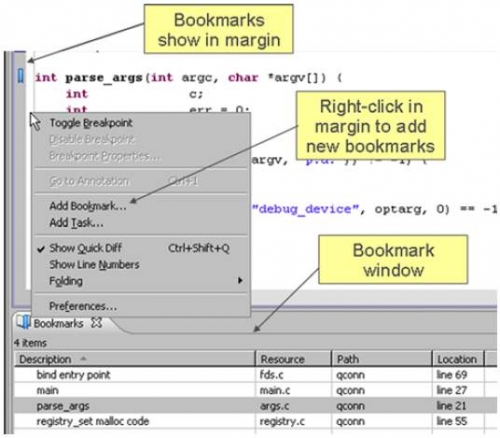 Bookmarks
show in margin
int parse_args(int argc, char *argv[]) {
int c;
int err = 0;
Right-click in
margin to add
new bookmarks
Toggle Breakpoint
Disable Breakpoint
Breakpoint Properties...
argv, "p:d:")) != -1) {
Go to Annotation Ctrl+1
Add Bookmark...
"debug_device", optarg, 0) == -1
Add Task...
Show Quick Diff Ctrl+Shift+Q
Show Line Numbers
Folding
Preferences...
Bookmark
window
Bookmarks
4 items
Description Resource Path Location
bind entry point fds.c qconn line 69
main main.c qconn line 27
parse_args args.c qconn line 21
registry_set malloc code registry.c qconn line 55